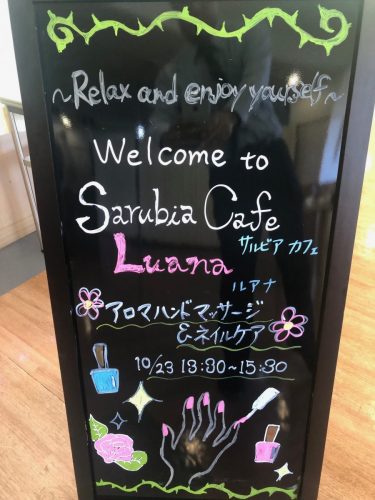 ~Relax and enjoy yourself~
Welcome to
Sarubia Cafe
サルビア カフェ
Luana
ルアナ
アロマハンドマッサージ
&ネイルケア
10/23 13:30~15:30